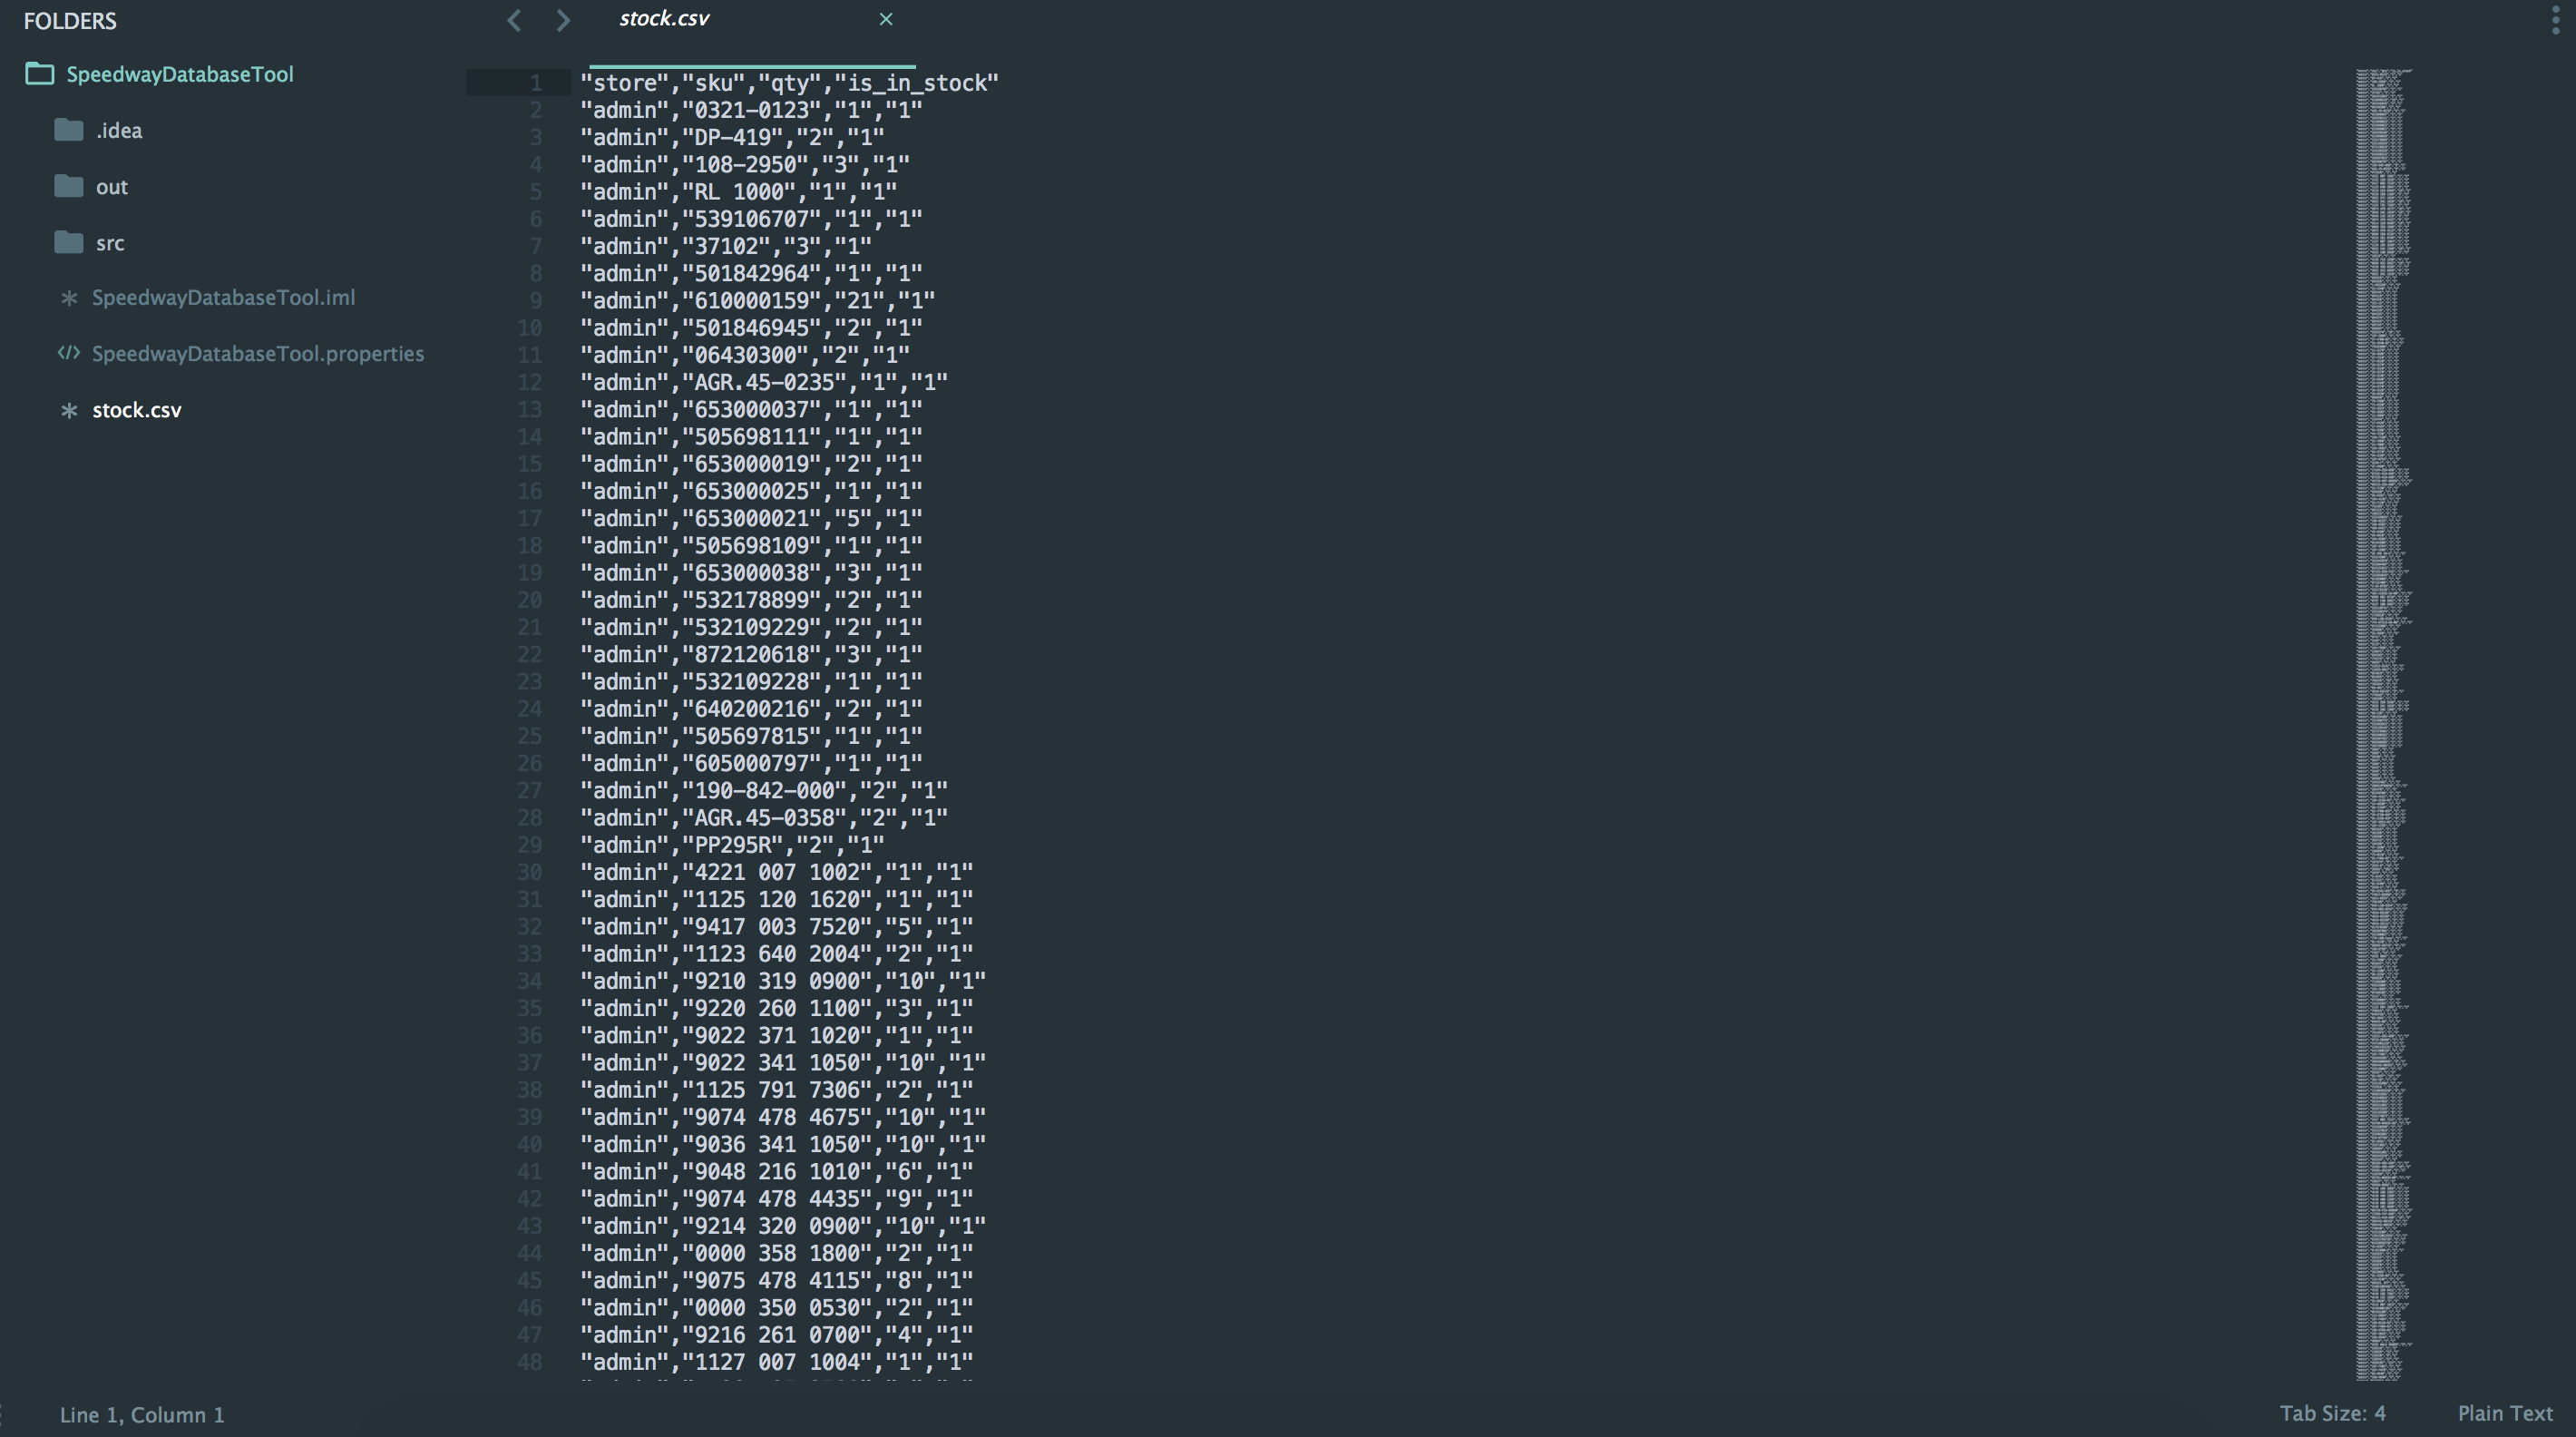 FOLDERS
SpeedwayDatabaseTool
.idea
out
src
SpeedwayDatabaseTool.iml
SpeedwayDatabaseTool.properties
stock.csv
stock.csv
1 "store","sku","qty","is_in_stock"
2 "admin","0321-0123","1","1"
3 "admin","DP-419","2","1"
4 "admin","108-2950","3","1"
5 "admin","RL 1000","1","1"
6 "admin","539106707","1","1"
7 "admin","37102","3","1"
8 "admin","501842964","1","1"
9 "admin","610000159","21","1"
10 "admin","501846945","2","1"
11 "admin","06430300","2","1"
12 "admin","AGR.45-0235","1","1"
13 "admin","653000037","1","1"
14 "admin","505698111","1","1"
15 "admin","653000019","2","1"
16 "admin","653000025","1","1"
17 "admin","653000021","5","1"
18 "admin","505698109","1","1"
19 "admin","653000038","3","1"
20 "admin","532178899","2","1"
21 "admin","532109229","2","1"
22 "admin","872120618","3","1"
23 "admin","532109228","1","1"
24 "admin","640200216","2","1"
25 "admin","505697815","1","1"
26 "admin","605000797","1","1"
27 "admin","190-842-000","2","1"
28 "admin","AGR.45-0358","2","1"
29 "admin","PP295R","2","1"
30 "admin","4221 007 1002","1","1"
31 "admin","1125 120 1620","1","1"
32 "admin","9417 003 7520","5","1"
33 "admin","1123 640 2004","2","1"
34 "admin","9210 319 0900","10","1"
35 "admin","9220 260 1100","3","1"
36 "admin","9022 371 1020","1","1"
37 "admin","9022 341 1050","10","1"
38 "admin","1125 791 7306","2","1"
39 "admin","9074 478 4675","10","1"
40 "admin","9036 341 1050","10","1"
41 "admin","9048 216 1010","6","1"
42 "admin","9074 478 4435","9","1"
43 "admin","9214 320 0900","10","1"
44 "admin","0000 358 1800","2","1"
45 "admin","9075 478 4115","8","1"
46 "admin","0000 350 0530","2","1"
47 "admin","9216 261 0700","4","1"
48 "admin","1127 007 1004","1","1"
Line 1, Column 1
Tab Size: 4
Plain Text